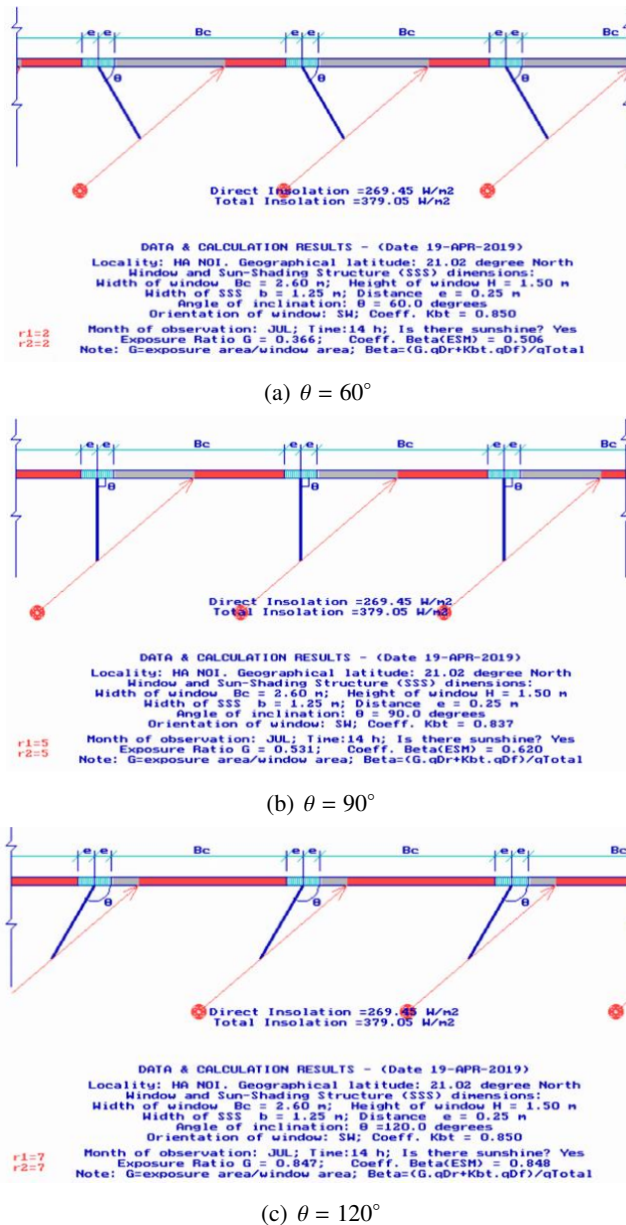 e e Bc e e Bc e e
θ θ θ
Direct Insolation =269.45 W/m2
Total Insolation =379.05 W/m2
DATA & CALCULATION RESULTS - (Date 19-APR-2019)
Locality: HA NOI. Geographical latitude: 21.02 degree North
Window and Sun-Shading Structure (SSS) dimensions:
Width of window Bc = 2.60 m; Height of window H = 1.50 m
Width of SSS b = 1.25 m; Distance e = 0.25 m
Angle of inclination: θ = 60.0 degrees
Orientation of window: SW; Coeff. Kbt = 0.850
r1=2
r2=2
Month of observation: JUL; Time:14 h; Is there sunshine? Yes
Exposure Ratio G = 0.366; Coeff. Beta(ESM) = 0.506
Note: G=exposure area/window area; Beta=(G.qDr+Kbt.qDf)/qTotal
(a) θ = 60°
e e Bc e e Bc e e Bc
θ θ θ
Direct Insolation =269.45 W/m2
Total Insolation =379.05 W/m2
DATA & CALCULATION RESULTS - (Date 19-APR-2019)
Locality: HA NOI. Geographical latitude: 21.02 degree North
Window and Sun-Shading Structure (SSS) dimensions:
Width of window Bc = 2.60 m; Height of window H = 1.50 m
Width of SSS b = 1.25 m; Distance e = 0.25 m
Angle of inclination: θ = 90.0 degrees
Orientation of window: SW; Coeff. Kbt = 0.837
r1=5
r2=5
Month of observation: JUL; Time:14 h; Is there sunshine? Yes
Exposure Ratio G = 0.531; Coeff. Beta(ESM) = 0.620
Note: G=exposure area/window area; Beta=(G.qDr+Kbt.qDf)/qTotal
(b) θ = 90°
e e Bc e e Bc e e Bc
θ θ θ
Direct Insolation =269.45 W/m2
Total Insolation =379.05 W/m2
DATA & CALCULATION RESULTS - (Date 19-APR-2019)
Locality: HA NOI. Geographical latitude: 21.02 degree North
Window and Sun-Shading Structure (SSS) dimensions:
Width of window Bc = 2.60 m; Height of window H = 1.50 m
Width of SSS b = 1.25 m; Distance e = 0.25 m
Angle of inclination: θ =120.0 degrees
Orientation of window: SW; Coeff. Kbt = 0.850
r1=7
r2=7
Month of observation: JUL; Time:14 h; Is there sunshine? Yes
Exposure Ratio G = 0.847; Coeff. Beta(ESM) = 0.848
Note: G=exposure area/window area; Beta=(G.qDr+Kbt.qDf)/qTotal
(c) θ = 120°